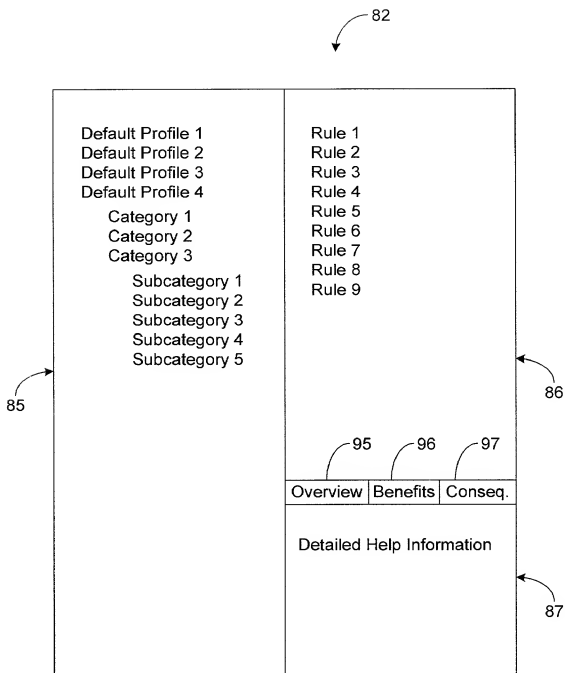 82
Default Profile 1
Default Profile 2
Default Profile 3
Default Profile 4
Category 1
Category 2
Category 3
Subcategory 1
Subcategory 2
Subcategory 3
Subcategory 4
Subcategory 5
85
Rule 1
Rule 2
Rule 3
Rule 4
Rule 5
Rule 6
Rule 7
Rule 8
Rule 9
86
95 96 97
Overview Benefits Conseq.
Detailed Help Information
87